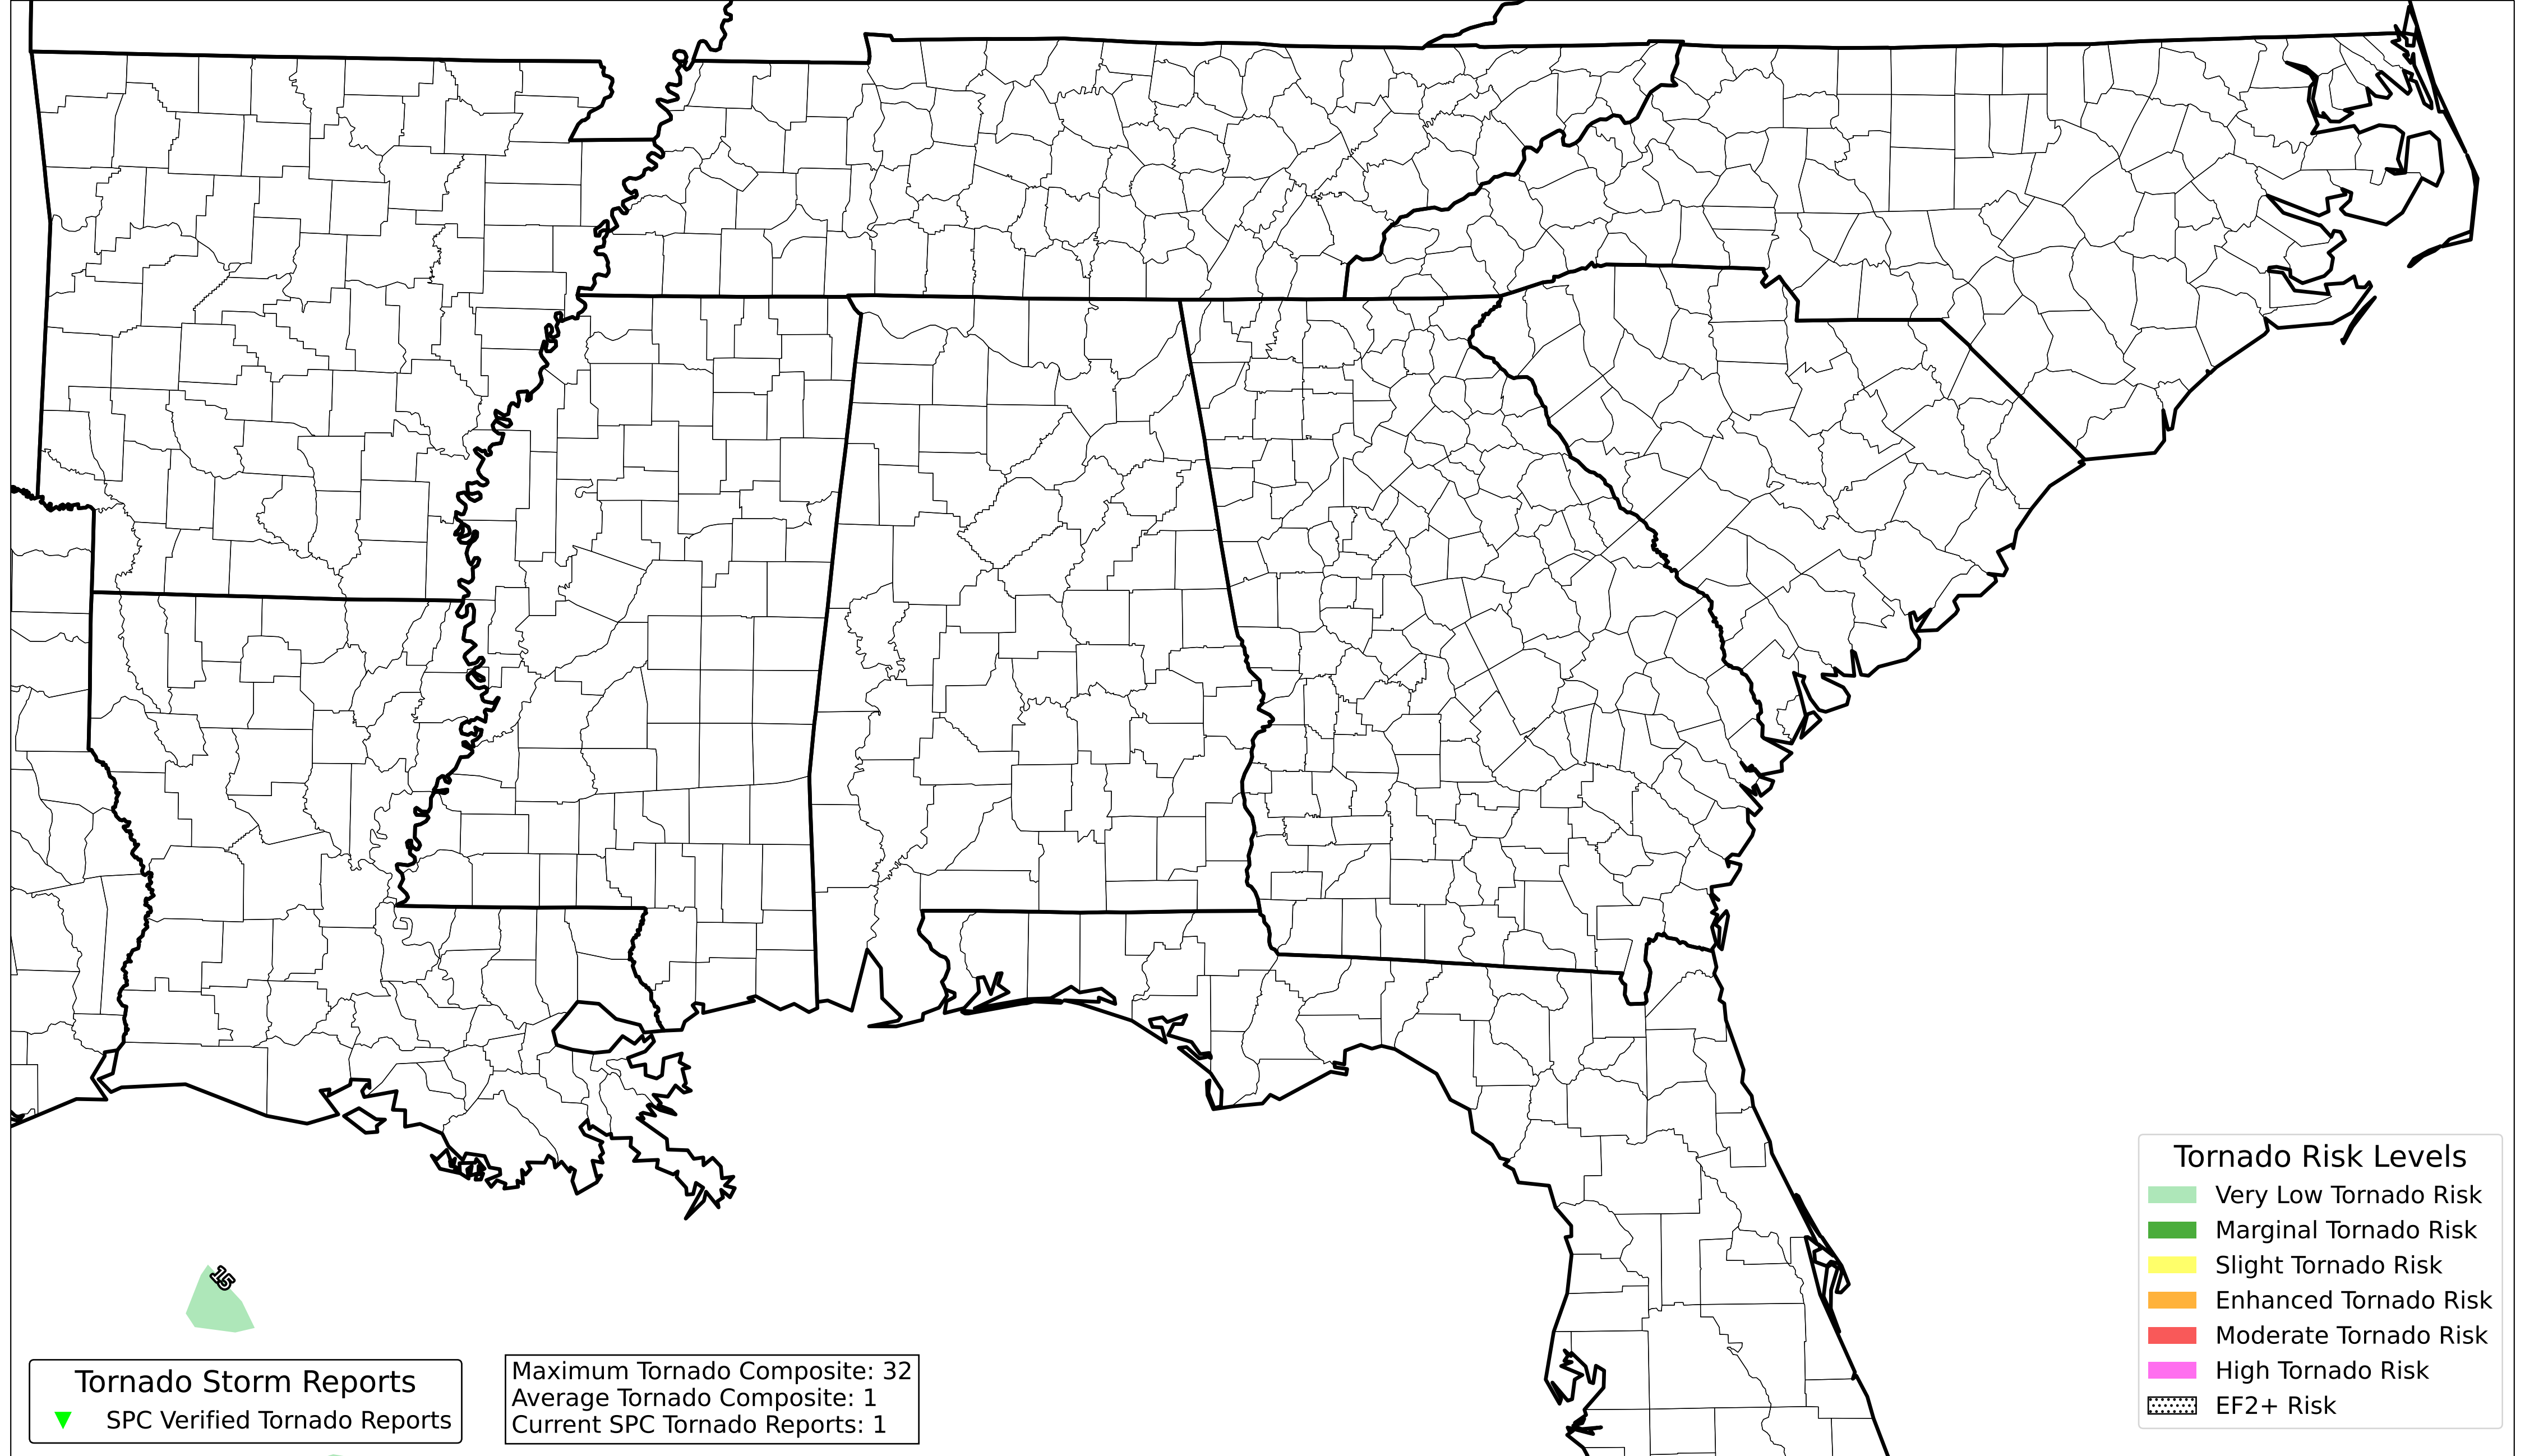 15
Tornado Storm Reports
SPC Verified Tornado Reports
Maximum Tornado Composite: 32
Average Tornado Composite: 1
Current SPC Tornado Reports: 1
Tornado Risk Levels
Very Low Tornado Risk
Marginal Tornado Risk
Slight Tornado Risk
Enhanced Tornado Risk
Moderate Tornado Risk
High Tornado Risk
EF2+ Risk